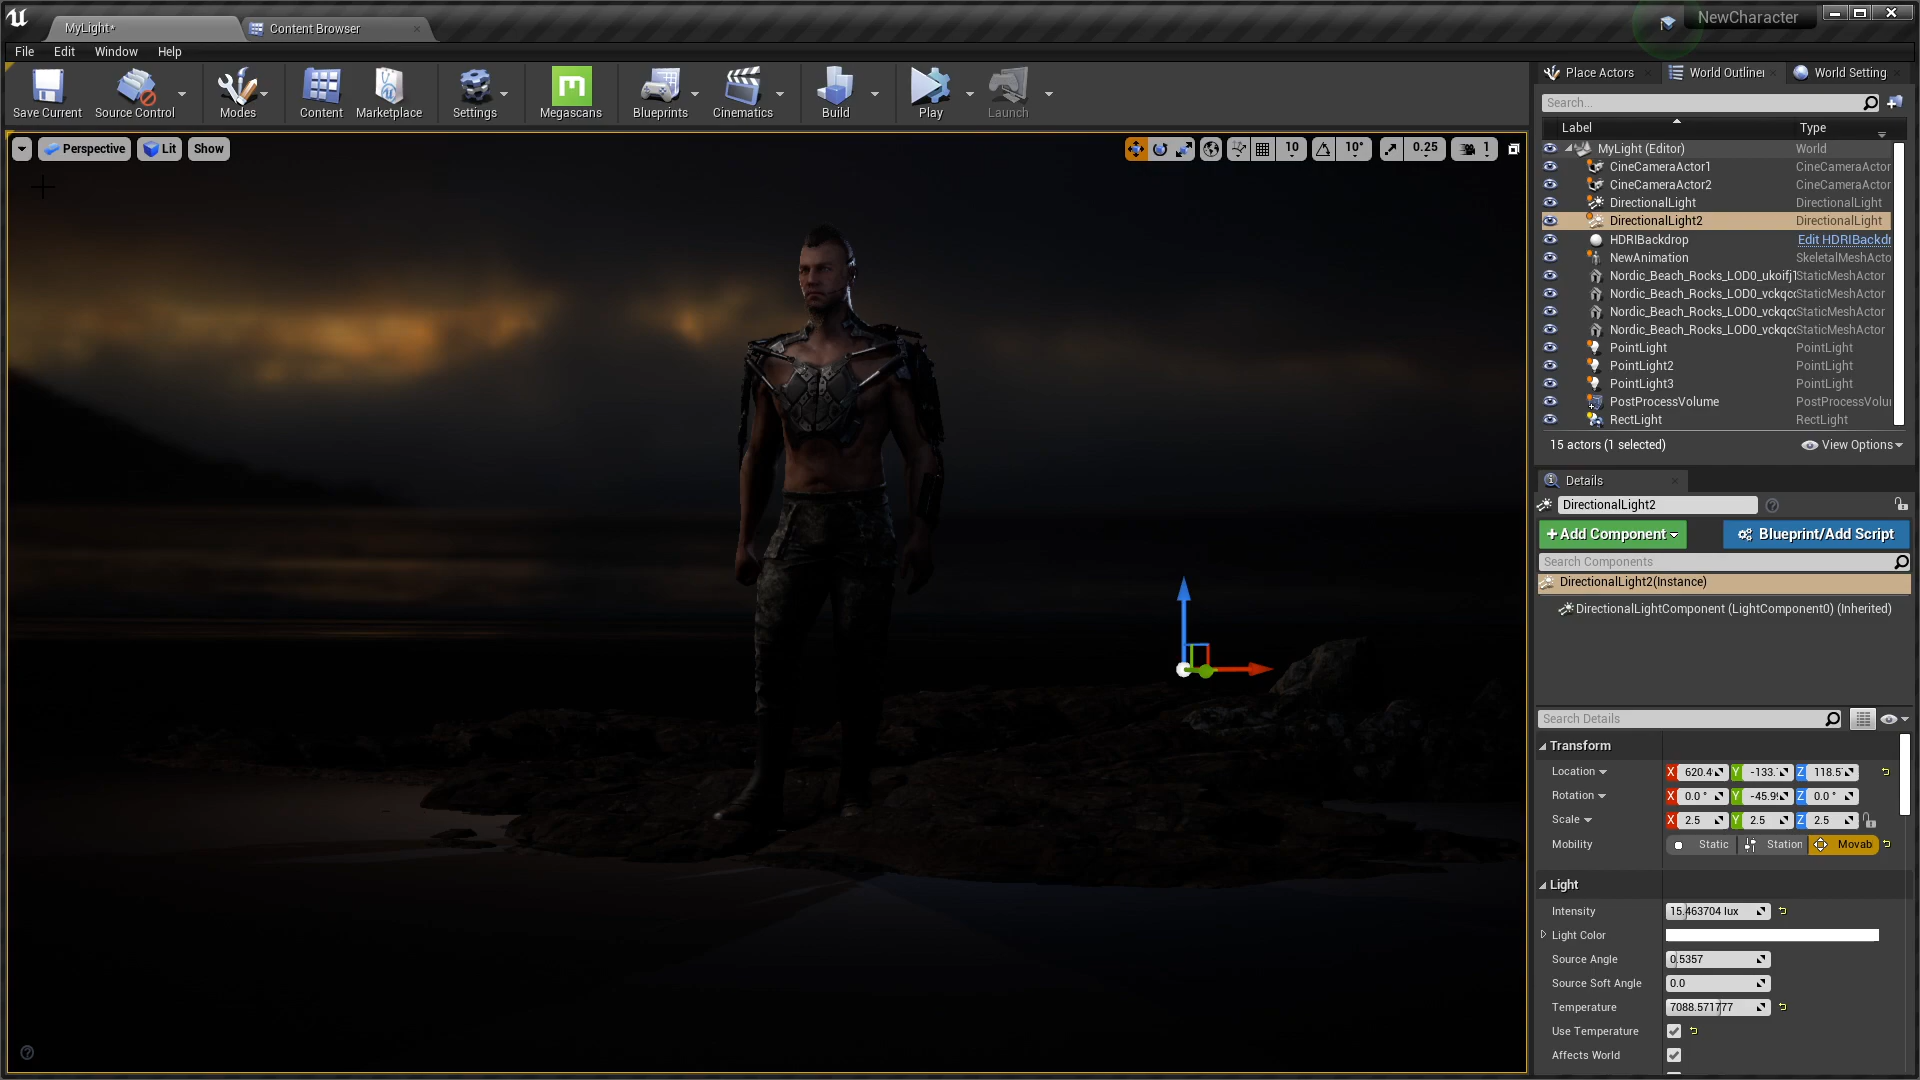 MyLight*
Content Browser
NewCharacter
File Edit Window Help
Save Current
Source Control
Modes
Content
Marketplace
Settings
Megascans
Blueprints
Cinematics
Build
Play
Launch
Perspective
Lit
Show
10
10°
0.25
1
Place Actors
World Outliner
World Setting
Search...
Label Type
MyLight (Editor) World
CineCameraActor1 CineCameraActor
CineCameraActor2 CineCameraActor
DirectionalLight DirectionalLight
DirectionalLight2 DirectionalLight
HDRIBackdrop Edit HDRIBackdr
NewAnimation SkeletalMeshActo
Nordic_Beach_Rocks_LOD0_ukoifj1 StaticMeshActor
Nordic_Beach_Rocks_LOD0_vckqcc StaticMeshActor
Nordic_Beach_Rocks_LOD0_vckqcc StaticMeshActor
Nordic_Beach_Rocks_LOD0_vckqcc StaticMeshActor
PointLight PointLight
PointLight2 PointLight
PointLight3 PointLight
PostProcessVolume PostProcessVolu
RectLight RectLight
15 actors (1 selected)
View Options
Details
DirectionalLight2
+Add Component
Blueprint/Add Script
Search Components
DirectionalLight2(Instance)
DirectionalLightComponent (LightComponent0) (Inherited)
Search Details
Transform
Location X 620.4 Y -133. Z 118.5
Rotation X 0.0 ° Y -45.9 Z 0.0 °
Scale X 2.5 Y 2.5 Z 2.5
Mobility Static Station Movab
Light
Intensity 15.463704 lux
Light Color
Source Angle 0.5357
Source Soft Angle 0.0
Temperature 7088.571777
Use Temperature
Affects World